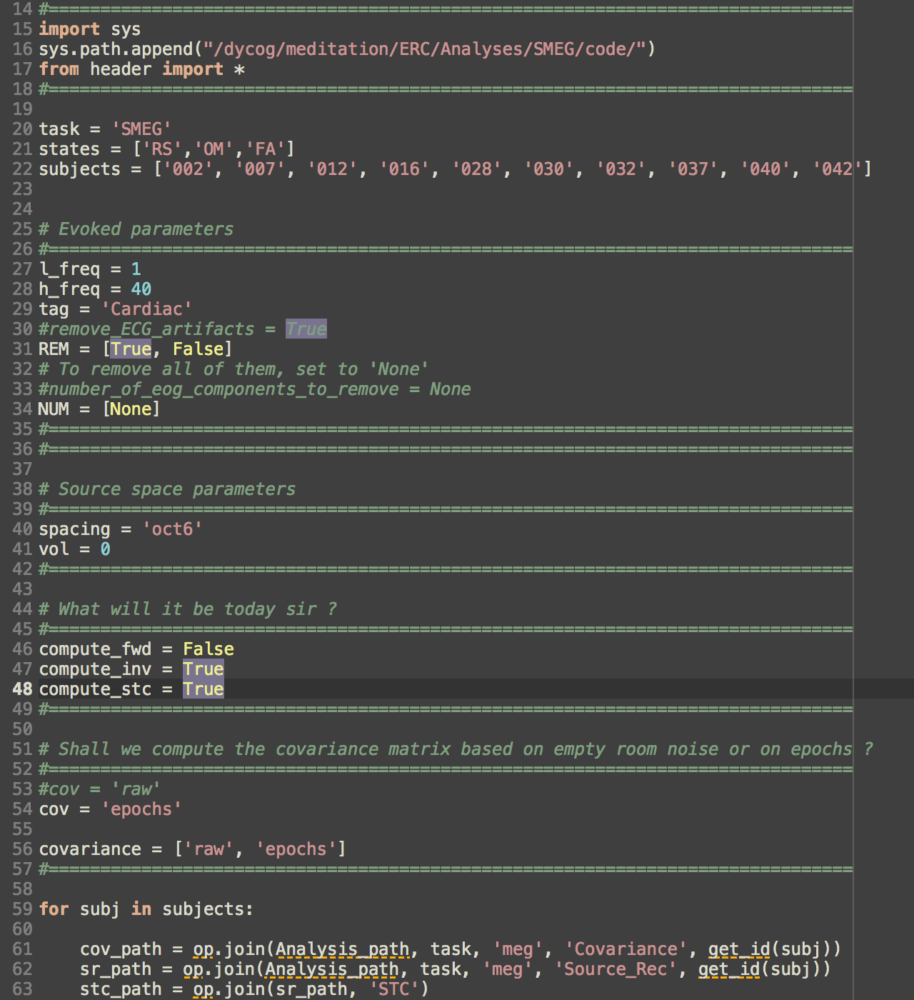 14 #==============================================================================
15 import sys
16 sys.path.append("/dycog/meditation/ERC/Analyses/SMEG/code/")
17 from header import *
18 #==============================================================================
19
20 task = 'SMEG'
21 states = ['RS','OM','FA']
22 subjects = ['002', '007', '012', '016', '028', '030', '032', '037', '040', '042']
23
24
25 # Evoked parameters
26 #==============================================================================
27 l_freq = 1
28 h_freq = 40
29 tag = 'Cardiac'
30 #remove_ECG_artifacts = True
31 REM = [True, False]
32 # To remove all of them, set to 'None'
33 #number_of_eog_components_to_remove = None
34 NUM = [None]
35 #==============================================================================
36 #==============================================================================
37
38 # Source space parameters
39 #==============================================================================
40 spacing = 'oct6'
41 vol = 0
42 #==============================================================================
43
44 # What will it be today sir ?
45 #==============================================================================
46 compute_fwd = False
47 compute_inv = True
48 compute_stc = True
49 #==============================================================================
50
51 # Shall we compute the covariance matrix based on empty room noise or on epochs ?
52 #==============================================================================
53 #cov = 'raw'
54 cov = 'epochs'
55
56 covariance = ['raw', 'epochs']
57 #==============================================================================
58
59 for subj in subjects:
60
61     cov_path = op.join(Analysis_path, task, 'meg', 'Covariance', get_id(subj))
62     sr_path = op.join(Analysis_path, task, 'meg', 'Source_Rec', get_id(subj))
63     stc_path = op.join(sr_path, 'STC')